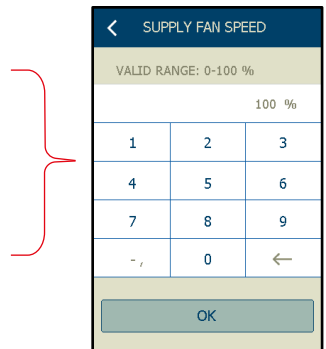 SUPPLY FAN SPEED
VALID RANGE: 0-100 %
100 %
1 2 3
4 5 6
7 8 9
- , 0
OK